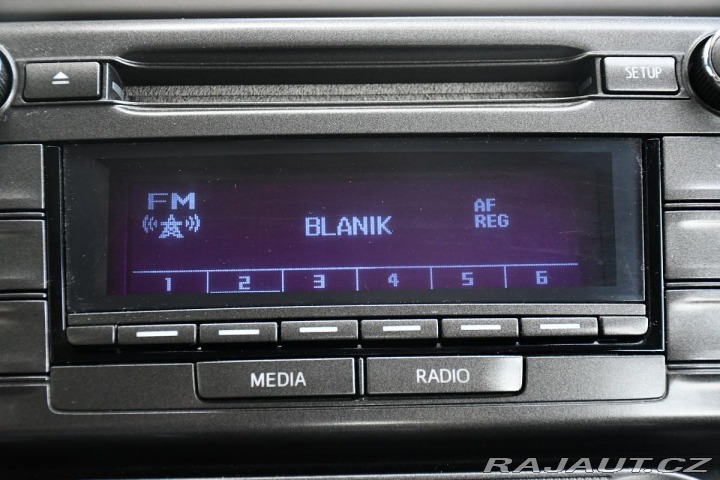 SETUP
FM
AF
REG
BLANIK
1 2 3 4 5 6
MEDIA RADIO
RAJAUT.CZ